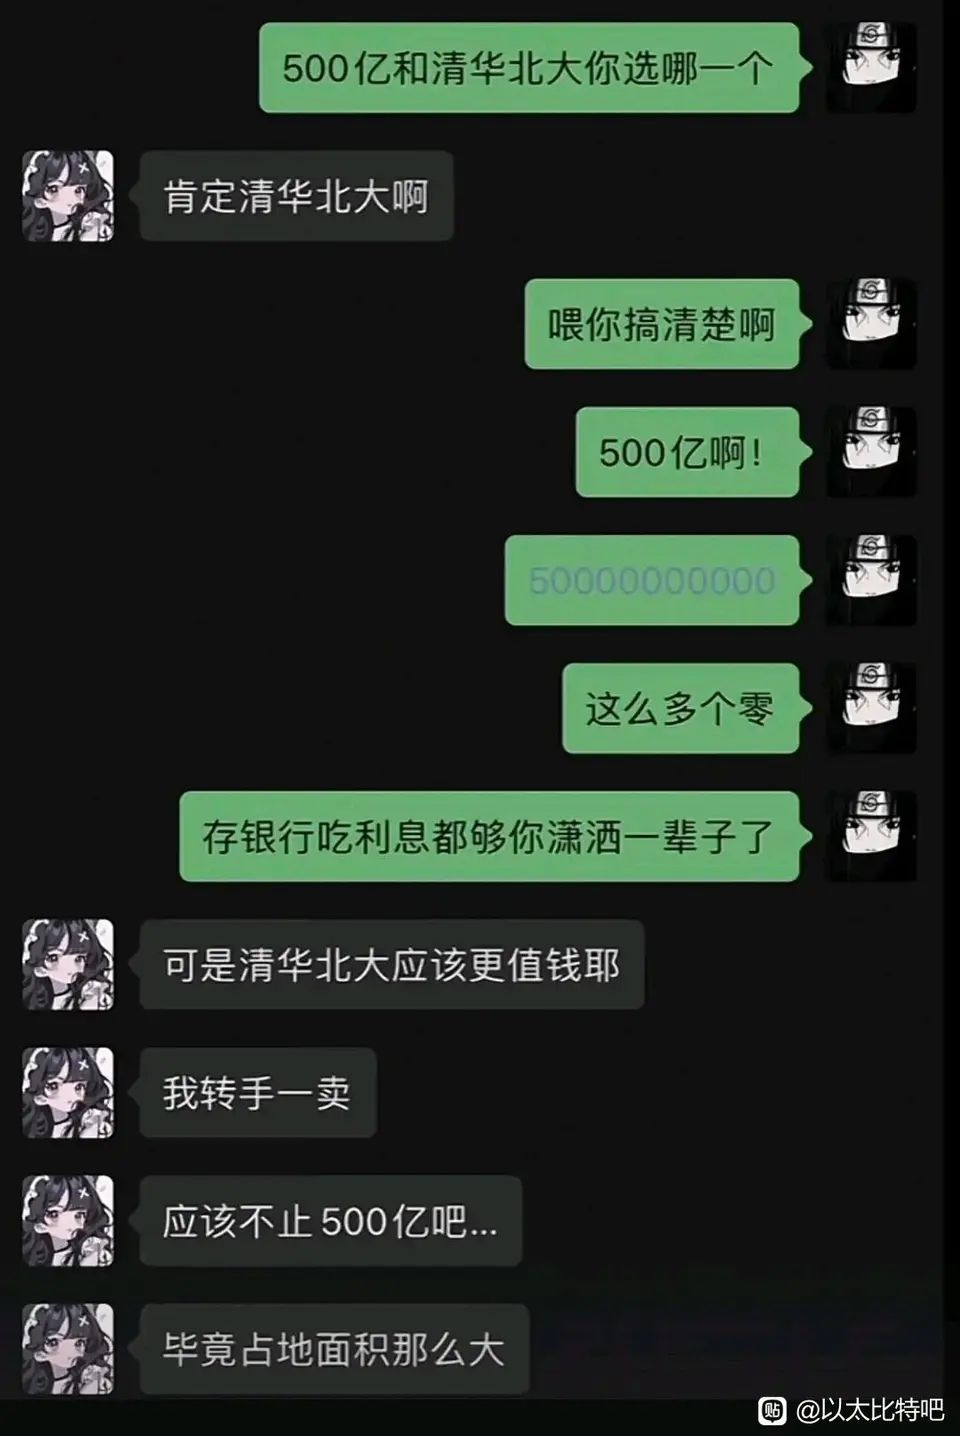 500亿和清华北大你选哪一个
肯定清华北大啊
喂你搞清楚啊
500亿啊！
50000000000
这么多个零
存银行吃利息都够你潇洒一辈子了
可是清华北大应该更值钱耶
我转手一卖
应该不止500亿吧...
毕竟占地面积那么大
贴 @以太比特吧